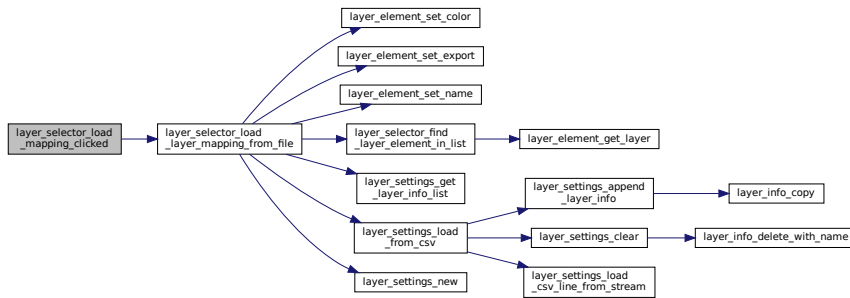 layer_selector_load
_mapping_clicked
layer_selector_load
_layer_mapping_from_file
layer_element_set_color
layer_element_set_export
layer_element_set_name
layer_selector_find
_layer_element_in_list
layer_element_get_layer
layer_settings_get
_layer_info_list
layer_settings_load
_from_csv
layer_settings_append
_layer_info
layer_info_copy
layer_settings_clear
layer_info_delete_with_name
layer_settings_load
_csv_line_from_stream
layer_settings_new